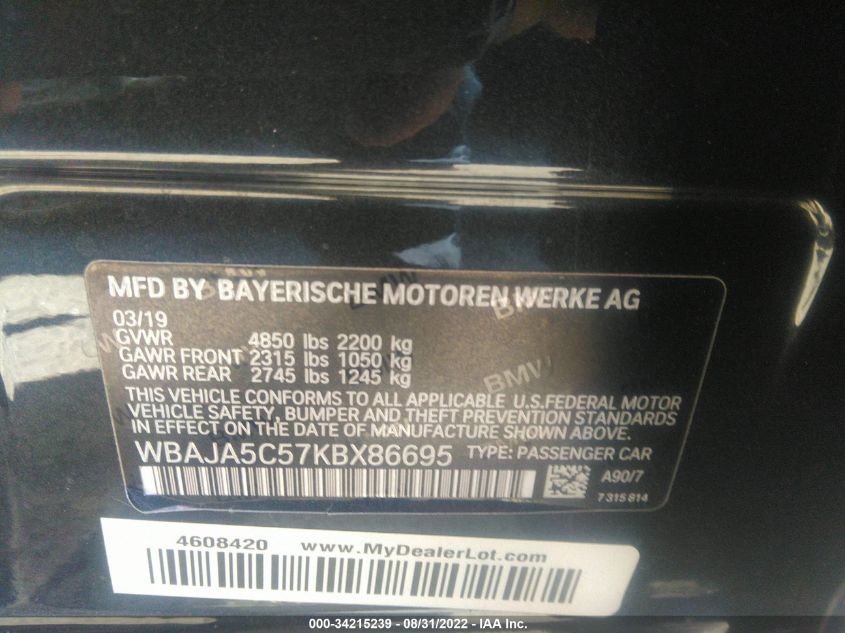 MFD BY BAYERISCHE MOTOREN WERKE AG
03/19
GVWR 4850 lbs 2200 kg
GAWR FRONT 2315 lbs 1050 kg
GAWR REAR 2745 lbs 1245 kg
THIS VEHICLE CONFORMS TO ALL APPLICABLE U.S.FEDERAL MOTOR
VEHICLE SAFETY, BUMPER AND THEFT PREVENTION STANDARDS
IN EFFECT ON THE DATE OF MANUFACTURE SHOWN ABOVE.
WBAJA5C57KBX86695 TYPE: PASSENGER CAR
A90/7
7315814
BMW
BMW
4608420 www.MyDealerLot.com
000-34215239 - 08/31/2022 - IAA Inc.